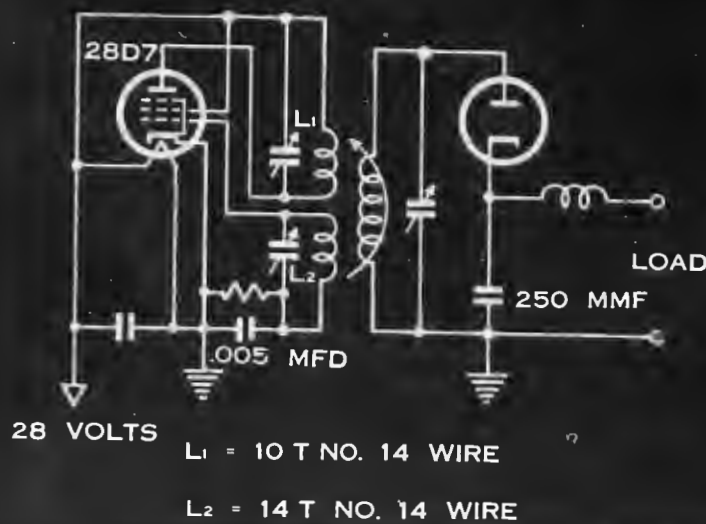 28D7
L1
L2
LOAD
250 MMF
.005 MFD
28 VOLTS
L1 = 10 T NO. 14 WIRE
L2 = 14 T NO. 14 WIRE